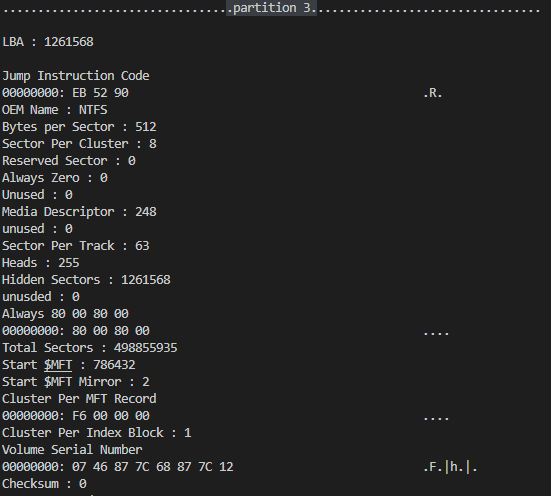 ................................partition 3................................
LBA : 1261568
Jump Instruction Code
00000000: EB 52 90 .R.
OEM Name : NTFS
Bytes per Sector : 512
Sector Per Cluster : 8
Reserved Sector : 0
Always Zero : 0
Unused : 0
Media Descriptor : 248
unused : 0
Sector Per Track : 63
Heads : 255
Hidden Sectors : 1261568
unusded : 0
Always 80 00 80 00
00000000: 80 00 80 00 ....
Total Sectors : 498855935
Start $MFT : 786432
Start $MFT Mirror : 2
Cluster Per MFT Record
00000000: F6 00 00 00 ....
Cluster Per Index Block : 1
Volume Serial Number
00000000: 07 46 87 7C 68 87 7C 12 .F.|h.|.
Checksum : 0